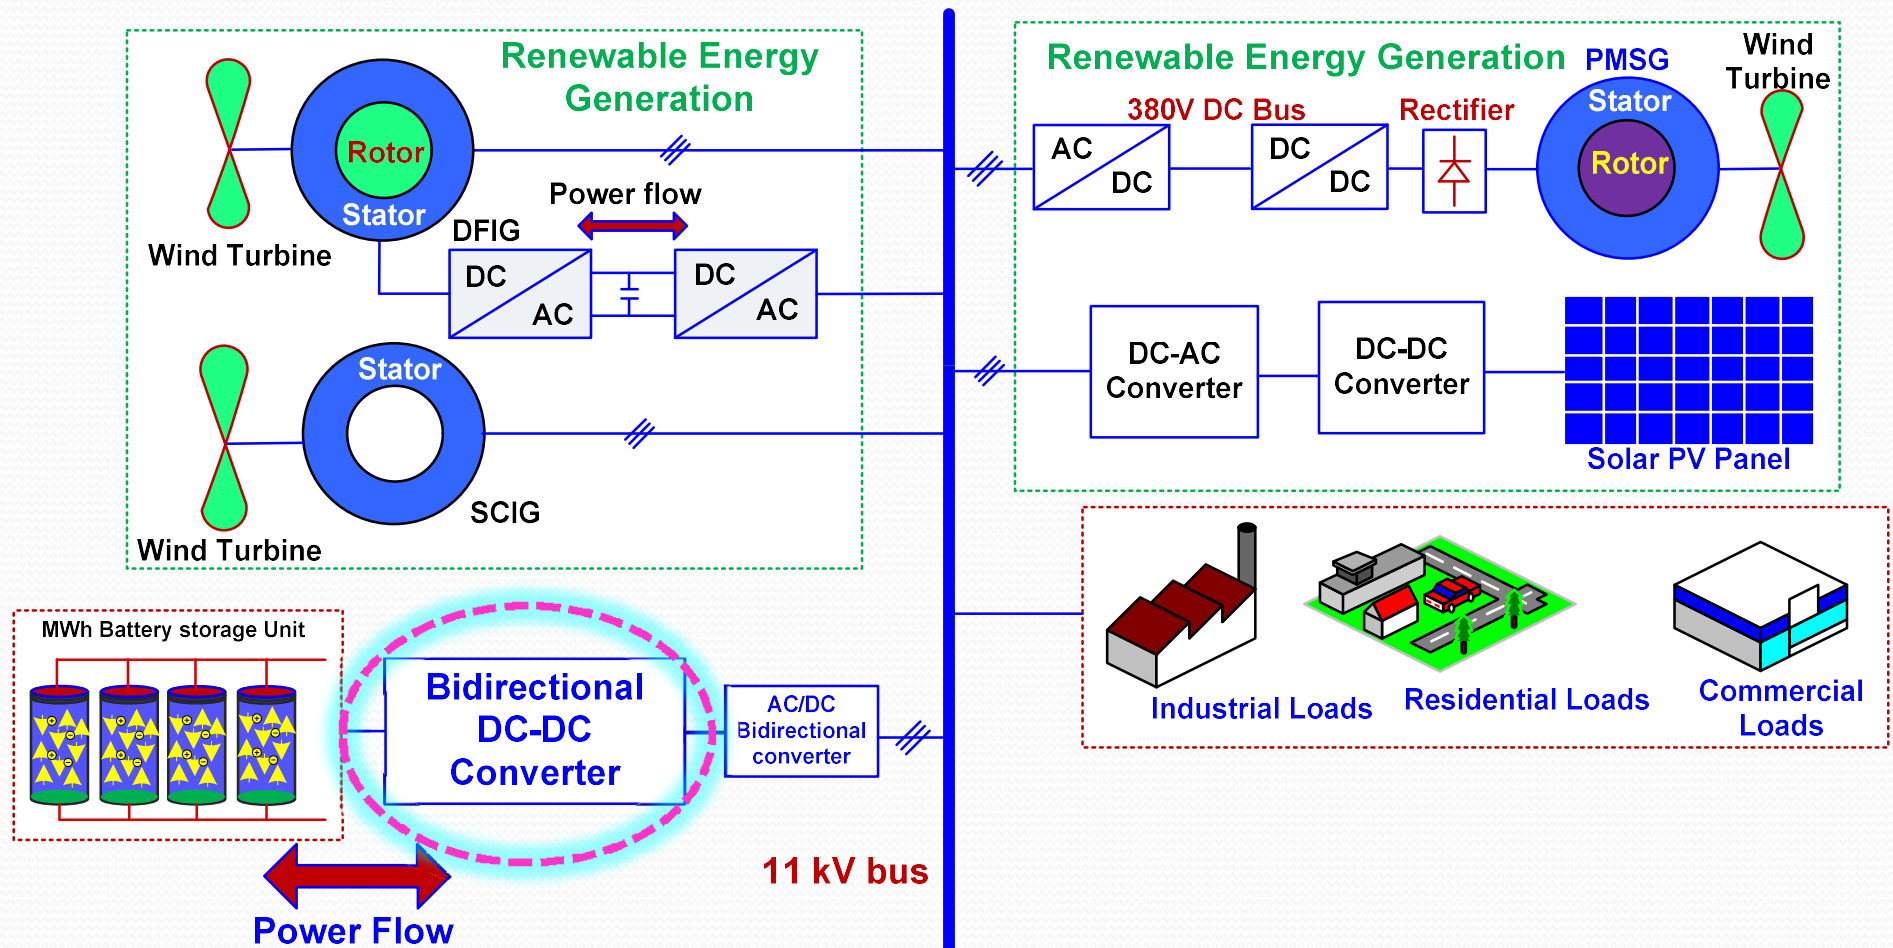 Renewable Energy
Generation
Rotor
Stator
Wind Turbine
Power flow
DFIG
DC
AC
DC
AC
Stator
SCIG
Wind Turbine
Renewable Energy Generation
PMSG
Wind
Turbine
380V DC Bus
Rectifier
Stator
Rotor
AC
DC
DC
DC
DC-AC
Converter
DC-DC
Converter
Solar PV Panel
MWh Battery storage Unit
Bidirectional
DC-DC
Converter
AC/DC
Bidirectional
converter
Power Flow
11 kV bus
Industrial Loads
Residential Loads
Commercial
Loads